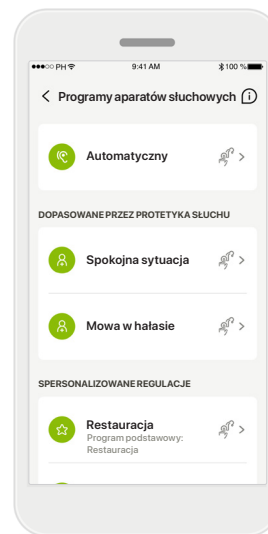 PH 9:41 AM 100 %
Programy aparatów słuchowych
Automatyczny
DOPASOWANE PRZEZ PROTETYKA SŁUCHU
Spokojna sytuacja
Mowa w hałasie
SPERSONALIZOWANE REGULACJE
Restauracja
Program podstawowy:
Restauracja